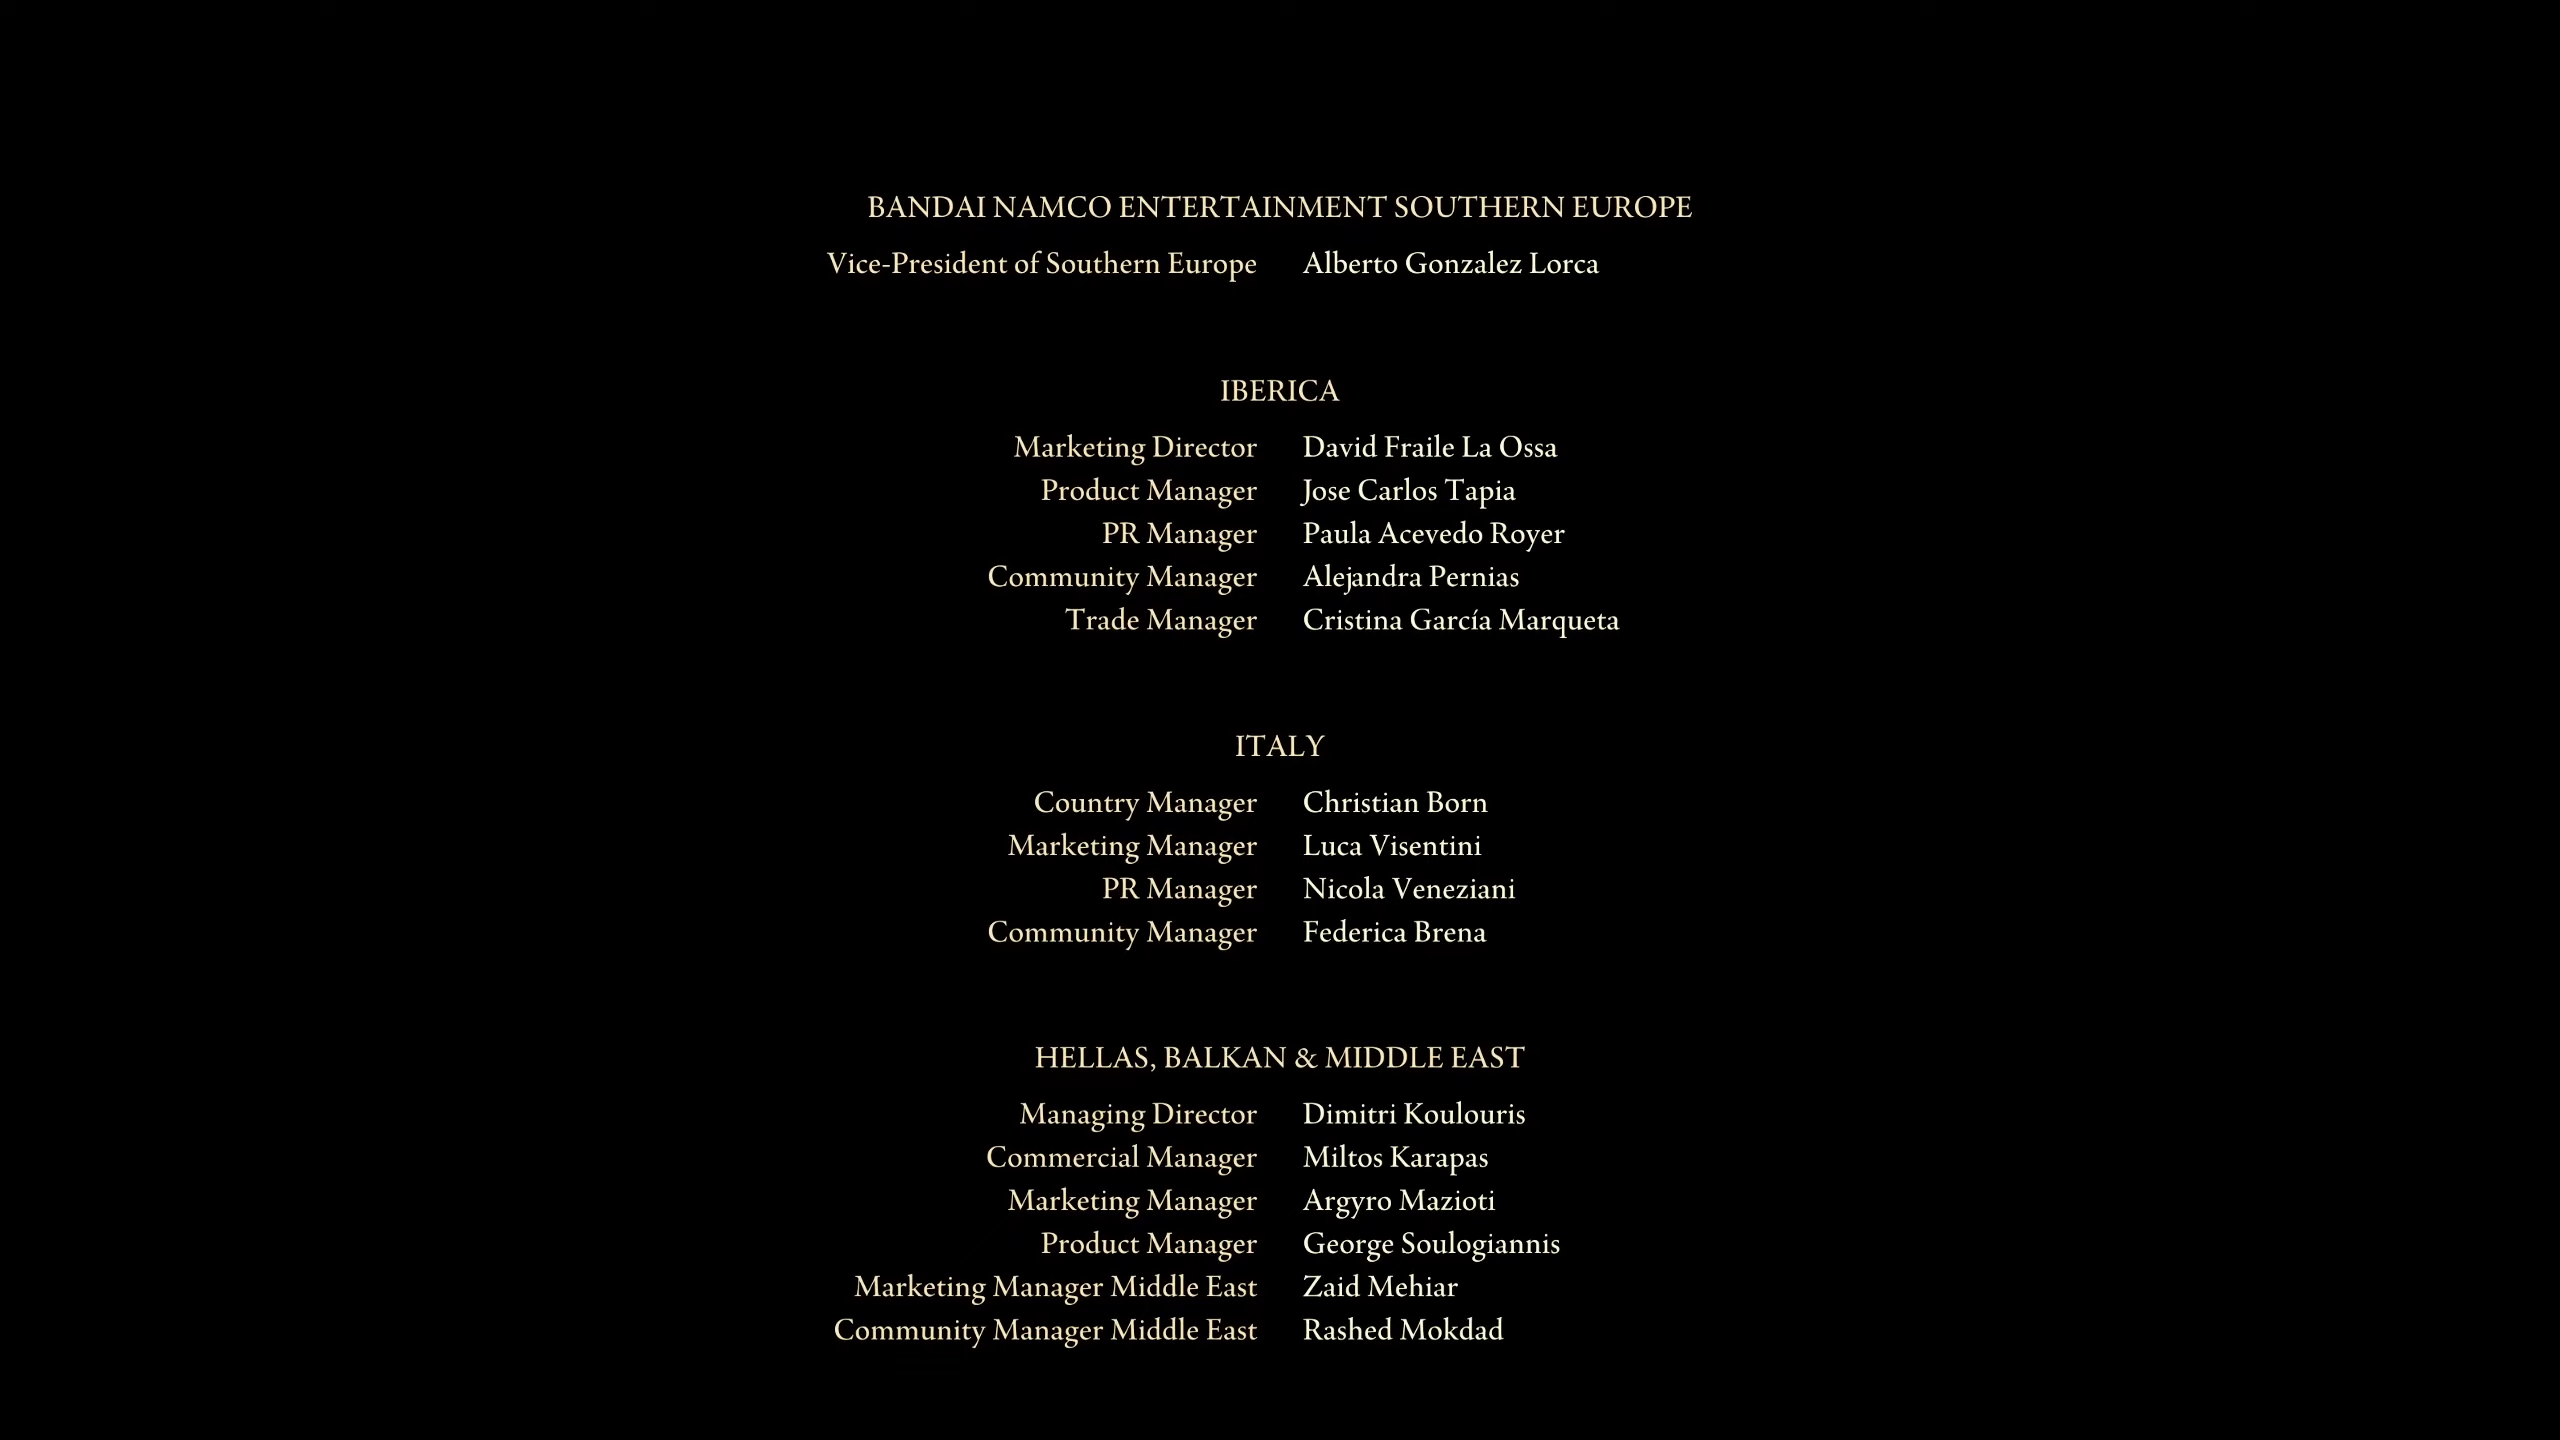 BANDAI NAMCO ENTERTAINMENT SOUTHERN EUROPE
Vice-President of Southern Europe Alberto Gonzalez Lorca
IBERICA
Marketing Director David Fraile La Ossa
Product Manager Jose Carlos Tapia
PR Manager Paula Acevedo Royer
Community Manager Alejandra Pernias
Trade Manager Cristina García Marqueta
ITALY
Country Manager Christian Born
Marketing Manager Luca Visentini
PR Manager Nicola Veneziani
Community Manager Federica Brena
HELLAS, BALKAN & MIDDLE EAST
Managing Director Dimitri Koulouris
Commercial Manager Miltos Karapas
Marketing Manager Argyro Mazioti
Product Manager George Soulogiannis
Marketing Manager Middle East Zaid Mehiar
Community Manager Middle East Rashed Mokdad